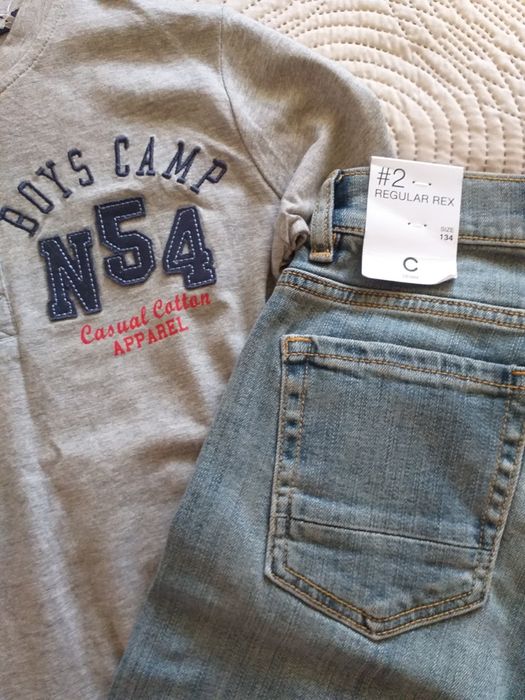 BOYS CAMP
N54
Casual Cotton
APPAREL
#2
REGULAR REX
SIZE
134
C